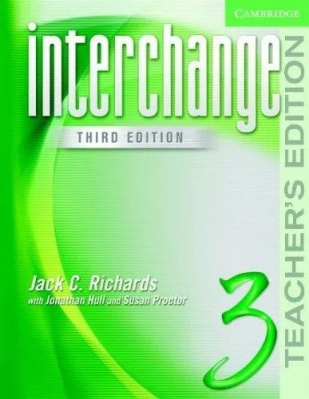 CAMBRIDGE
interchange
THIRD EDITION
TEACHER'S EDITION
Jack C. Richards
with Jonathan Hull and Susan Proctor
3